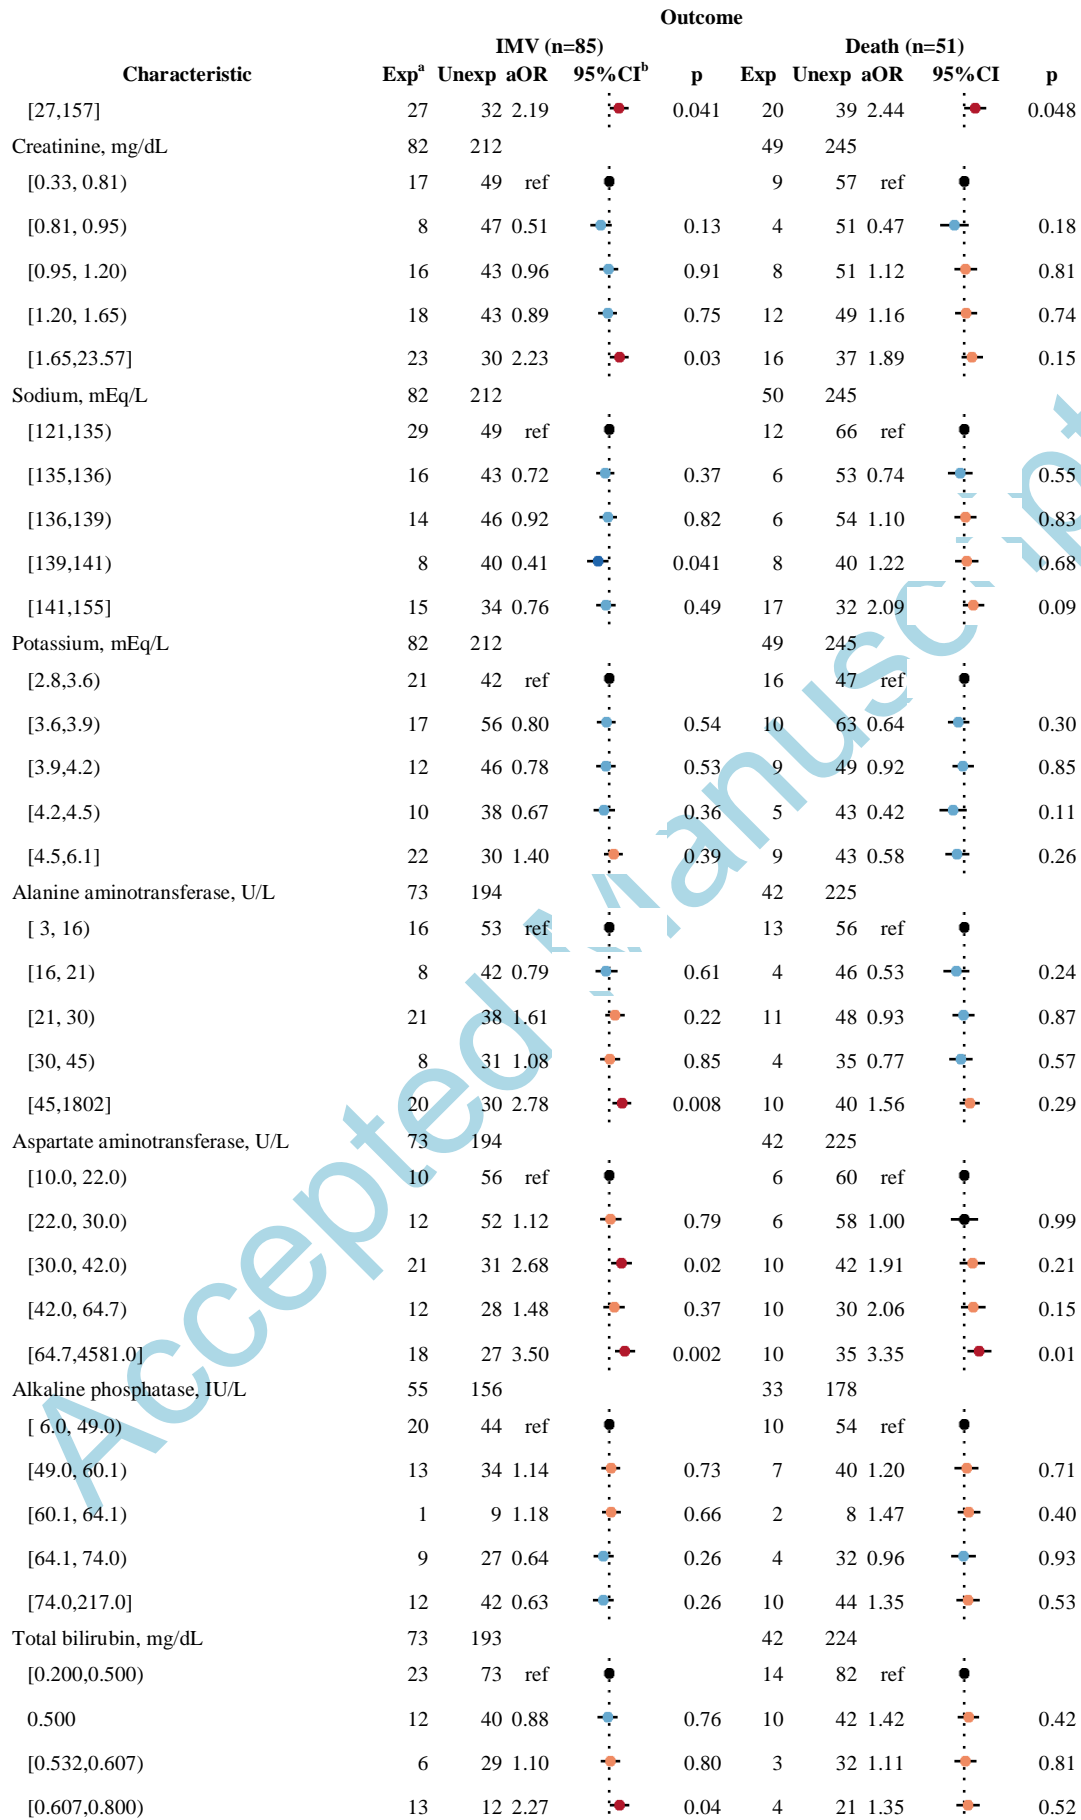 Outcome
IMV (n=85) Death (n=51)
Characteristic Expᵃ Unexp aOR 95%CIᵇ p Exp Unexp aOR 95%CI p
[27,157] 27 32 2.19 0.041 20 39 2.44 0.048
Creatinine, mg/dL 82 212 49 245
[0.33, 0.81) 17 49 ref 9 57 ref
[0.81, 0.95) 8 47 0.51 0.13 4 51 0.47 0.18
[0.95, 1.20) 16 43 0.96 0.91 8 51 1.12 0.81
[1.20, 1.65) 18 43 0.89 0.75 12 49 1.16 0.74
[1.65,23.57] 23 30 2.23 0.03 16 37 1.89 0.15
Sodium, mEq/L 82 212 50 245
[121,135) 29 49 ref 12 66 ref
[135,136) 16 43 0.72 0.37 6 53 0.74 0.55
[136,139) 14 46 0.92 0.82 6 54 1.10 0.83
[139,141) 8 40 0.41 0.041 8 40 1.22 0.68
[141,155] 15 34 0.76 0.49 17 32 2.09 0.09
Potassium, mEq/L 82 212 49 245
[2.8,3.6) 21 42 ref 16 47 ref
[3.6,3.9) 17 56 0.80 0.54 10 63 0.64 0.30
[3.9,4.2) 12 46 0.78 0.53 9 49 0.92 0.85
[4.2,4.5) 10 38 0.67 0.36 5 43 0.42 0.11
[4.5,6.1] 22 30 1.40 0.39 9 43 0.58 0.26
Alanine aminotransferase, U/L 73 194 42 225
[ 3, 16) 16 53 ref 13 56 ref
[16, 21) 8 42 0.79 0.61 4 46 0.53 0.24
[21, 30) 21 38 1.61 0.22 11 48 0.93 0.87
[30, 45) 8 31 1.08 0.85 4 35 0.77 0.57
[45,1802] 20 30 2.78 0.008 10 40 1.56 0.29
Aspartate aminotransferase, U/L 73 194 42 225
[10.0, 22.0) 10 56 ref 6 60 ref
[22.0, 30.0) 12 52 1.12 0.79 6 58 1.00 0.99
[30.0, 42.0) 21 31 2.68 0.02 10 42 1.91 0.21
[42.0, 64.7) 12 28 1.48 0.37 10 30 2.06 0.15
[64.7,4581.0] 18 27 3.50 0.002 10 35 3.35 0.01
Alkaline phosphatase, IU/L 55 156 33 178
[ 6.0, 49.0) 20 44 ref 10 54 ref
[49.0, 60.1) 13 34 1.14 0.73 7 40 1.20 0.71
[60.1, 64.1) 1 9 1.18 0.66 2 8 1.47 0.40
[64.1, 74.0) 9 27 0.64 0.26 4 32 0.96 0.93
[74.0,217.0] 12 42 0.63 0.26 10 44 1.35 0.53
Total bilirubin, mg/dL 73 193 42 224
[0.200,0.500) 23 73 ref 14 82 ref
0.500 12 40 0.88 0.76 10 42 1.42 0.42
[0.532,0.607) 6 29 1.10 0.80 3 32 1.11 0.81
[0.607,0.800) 13 12 2.27 0.04 4 21 1.35 0.52
Accepted Manuscript